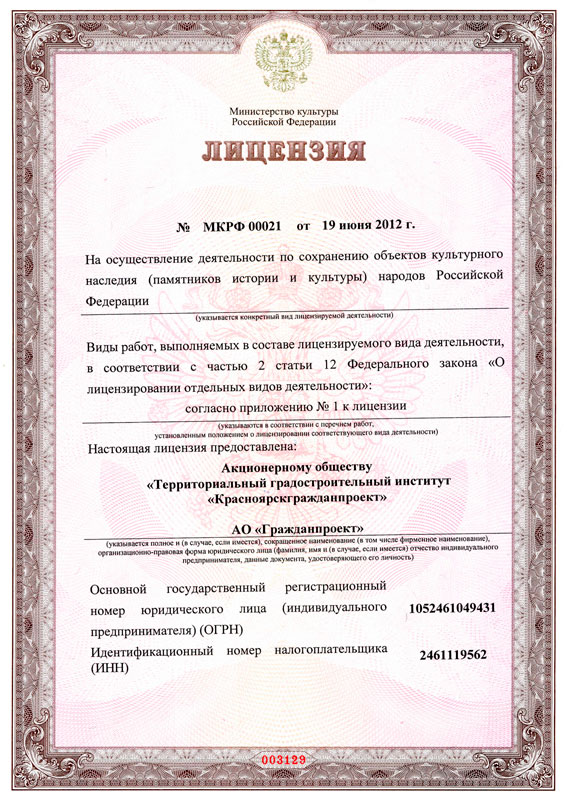 Министерство культуры
Российской Федерации
ЛИЦЕНЗИЯ
№ МКРФ 00021 от 19 июня 2012 г.
На осуществление деятельности по сохранению объектов культурного
наследия (памятников истории и культуры) народов Российской
Федерации
(указывается конкретный вид лицензируемой деятельности)
Виды работ, выполняемых в составе лицензируемого вида деятельности,
в соответствии с частью 2 статьи 12 Федерального закона «О
лицензировании отдельных видов деятельности»:
согласно приложению № 1 к лицензии
(указываются в соответствии с перечнем работ,
установленным положением о лицензировании соответствующего вида деятельности)
Настоящая лицензия предоставлена:
Акционерному обществу
«Территориальный градостроительный институт
«Красноярскгражданпроект»
АО «Гражданпроект»
(указывается полное и (в случае, если имеется), сокращенное наименование (в том числе фирменное наименование),
организационно-правовая форма юридического лица (фамилия, имя и (в случае, если имеется) отчество индивидуального
предпринимателя, данные документа, удостоверяющего его личность)
Основной государственный регистрационный
номер юридического лица (индивидуального
предпринимателя) (ОГРН) 1052461049431
Идентификационный номер налогоплательщика
(ИНН) 2461119562
003129